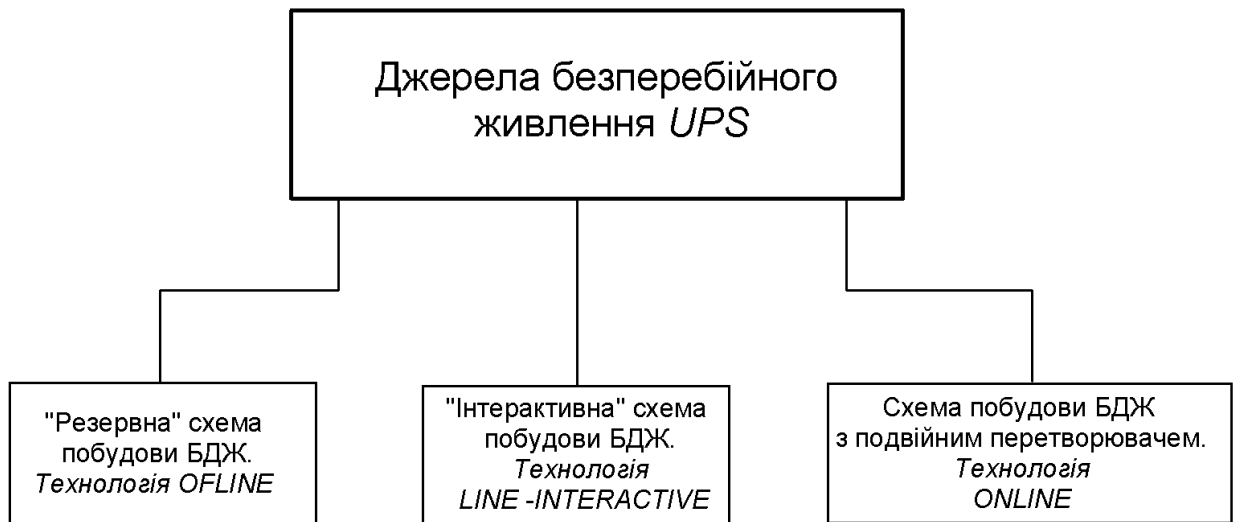 Джерела безперебійного
живлення UPS
"Резервна" схема
побудови БДЖ.
Технологія OFLINE
"Інтерактивна" схема
побудови БДЖ.
Технологія
LINE -INTERACTIVE
Схема побудови БДЖ
з подвійним перетворювачем.
Технологія
ONLINE